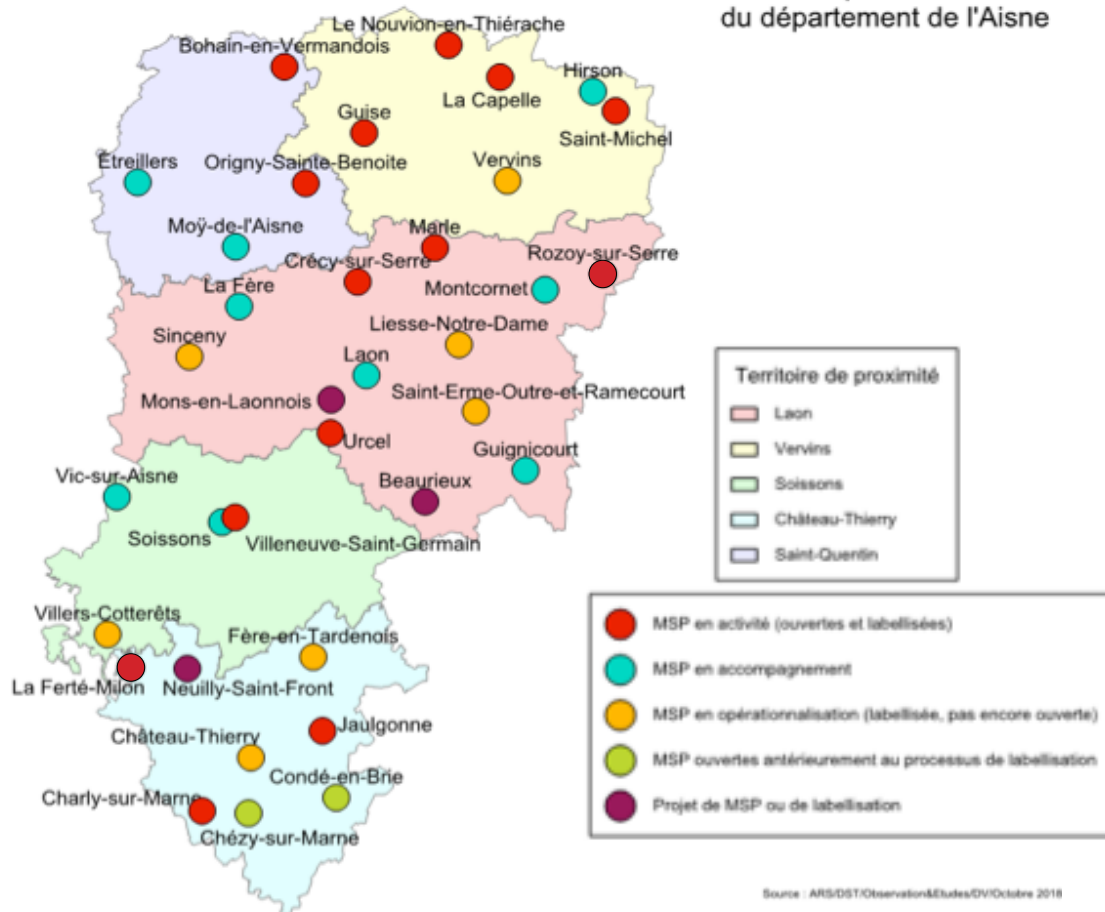 du département de l'Aisne
Le Nouvion-en-Thiérache
Bohain-en-Vermandois
Hirson
La Capelle
Guise
Saint-Michel
Etreillers
Origny-Sainte-Benoite
Vervins
Moÿ-de-l'Aisne
Marle
Crécy-sur-Serre
Rozoy-sur-Serre
La Fère
Montcornet
Sinceny
Liesse-Notre-Dame
Laon
Mons-en-Laonnois
Saint-Erme-Outre-et-Ramecourt
Urcel
Guignicourt
Vic-sur-Aisne
Beaurieux
Soissons
Villeneuve-Saint-Germain
Villers-Cotterêts
Fère-en-Tardenois
La Ferté-Milon
Neuilly-Saint-Front
Jaulgonne
Château-Thierry
Condé-en-Brie
Charly-sur-Marne
Chézy-sur-Marne
Territoire de proximité
Laon
Vervins
Soissons
Château-Thierry
Saint-Quentin
MSP en activité (ouvertes et labellisées)
MSP en accompagnement
MSP en opérationnalisation (labellisée, pas encore ouverte)
MSP ouvertes antérieurement au processus de labellisation
Projet de MSP ou de labellisation
Source : ARS/DST/Observation&Etudes/DV/Octobre 2018